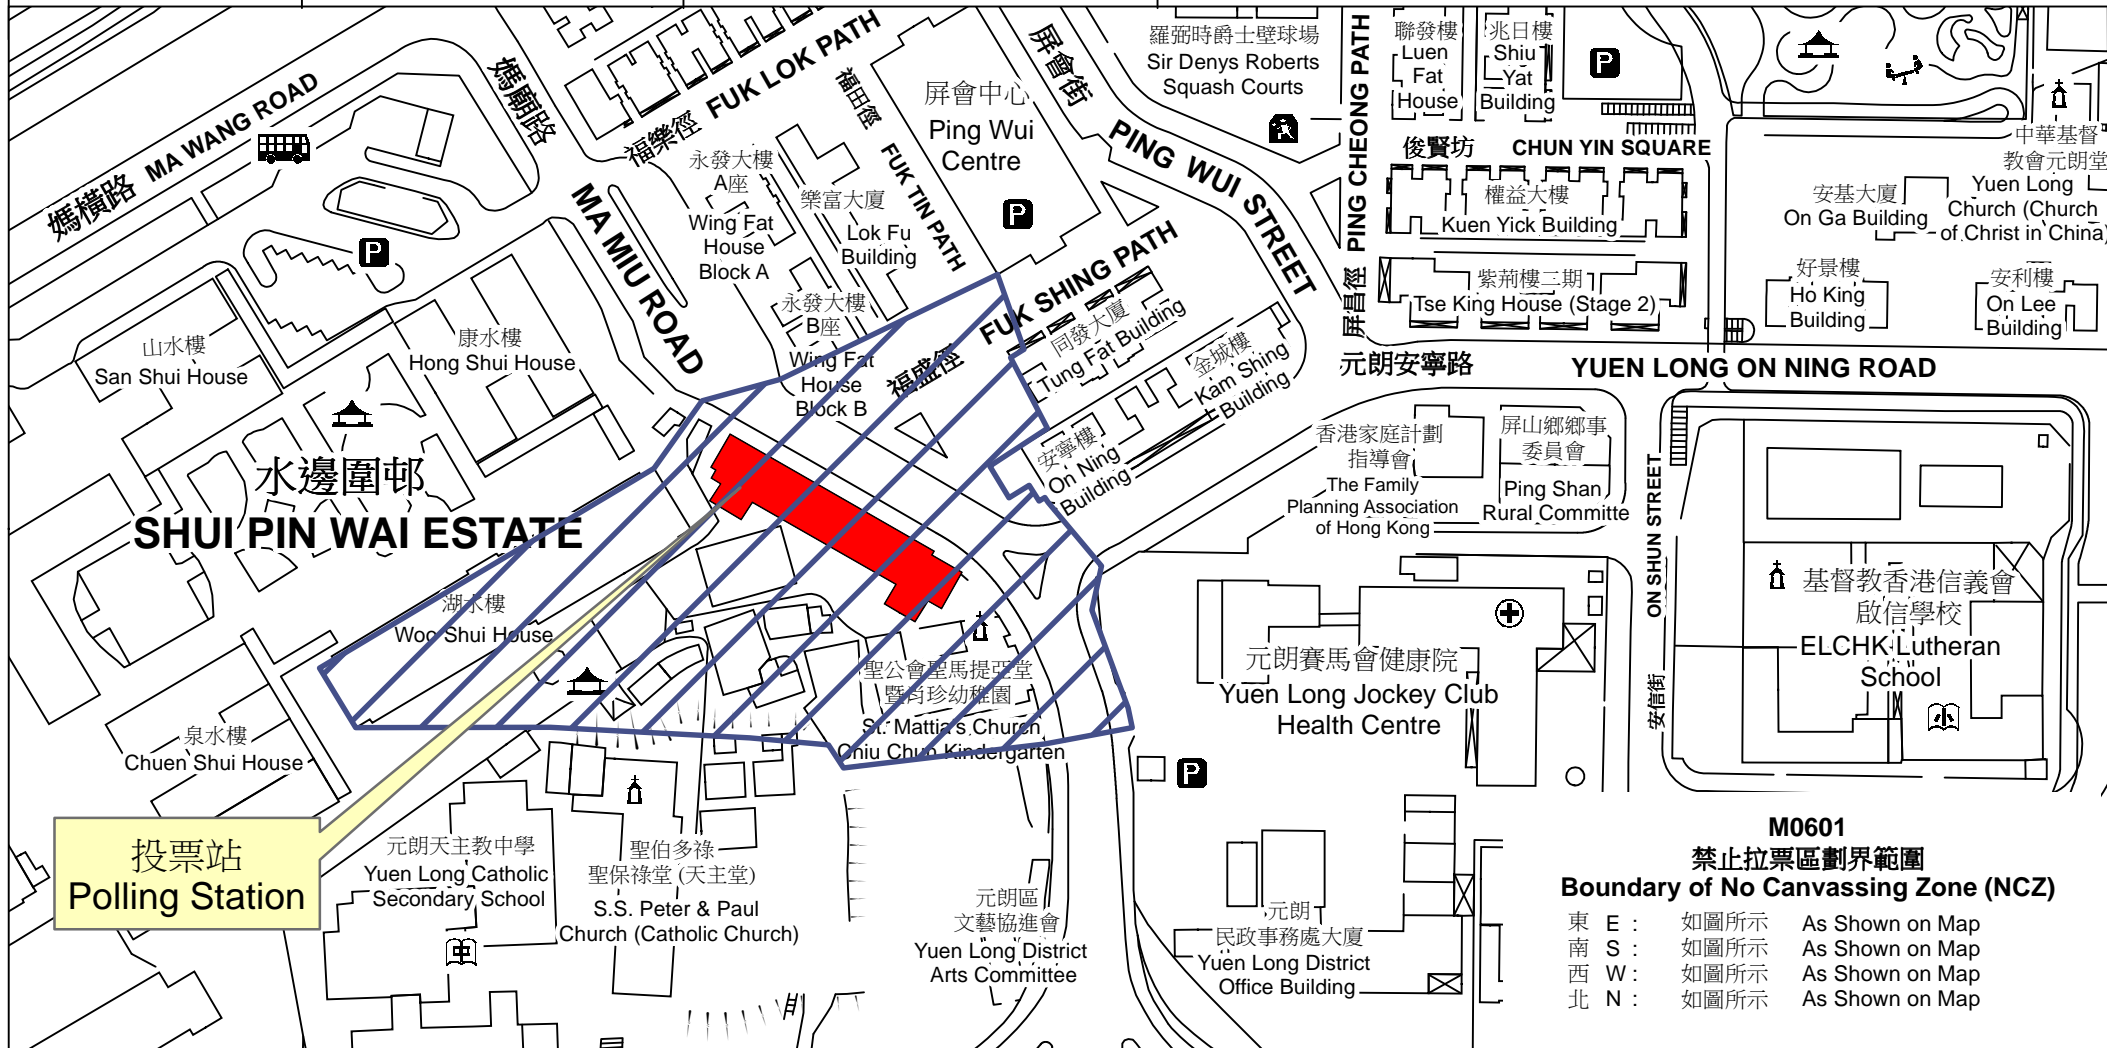 媽橫路 MA WANG ROAD
媽廟路
MA MIU ROAD
福樂徑 FUK LOK PATH
福田徑 FUK TIN PATH
屏會中心
Ping Wui
Centre
屏會街
PING WUI STREET
羅弼時爵士壁球場
Sir Denys Roberts
Squash Courts
屏昌徑 PING CHEONG PATH
聯發樓
Luen
Fat
House
兆日樓
Shiu
Yat
Building
俊賢坊 CHUN YIN SQUARE
中華基督
教會元朗堂
Yuen Long
Church (Church
of Christ in China)
權益大樓
Kuen Yick Building
安基大廈
On Ga Building
永發大樓
A座
Wing Fat
House
Block A
樂富大廈
Lok Fu
Building
永發大樓
B座
Wing Fat
House
Block B
福盛徑 FUK SHING PATH
同發大廈
Tung Fat Building
金城樓
Kam Shing
Building
安寧樓
On Ning
Building
紫荊樓二期
Tse King House (Stage 2)
好景樓
Ho King
Building
安利樓
On Lee
Building
元朗安寧路 YUEN LONG ON NING ROAD
山水樓
San Shui House
康水樓
Hong Shui House
水邊圍邨
SHUI PIN WAI ESTATE
湖水樓
Woo Shui House
泉水樓
Chuen Shui House
香港家庭計劃
指導會
The Family
Planning Association
of Hong Kong
屏山鄉鄉事
委員會
Ping Shan
Rural Committe
安信街 ON SHUN STREET
基督教香港信義會
啟信學校
ELCHK Lutheran
School
元朗賽馬會健康院
Yuen Long Jockey Club
Health Centre
聖公會聖馬提亞堂
暨肖珍幼稚園
St. Mattia's Church
Chiu Chun Kindergarten
投票站
Polling Station
元朗天主教中學
Yuen Long Catholic
Secondary School
聖伯多祿
聖保祿堂 (天主堂)
S.S. Peter & Paul
Church (Catholic Church)
元朗區
文藝協進會
Yuen Long District
Arts Committee
元朗
民政事務處大廈
Yuen Long District
Office Building
M0601
禁止拉票區劃界範圍
Boundary of No Canvassing Zone (NCZ)
東 E : 如圖所示 As Shown on Map
南 S : 如圖所示 As Shown on Map
西 W : 如圖所示 As Shown on Map
北 N : 如圖所示 As Shown on Map
P
P
P
P